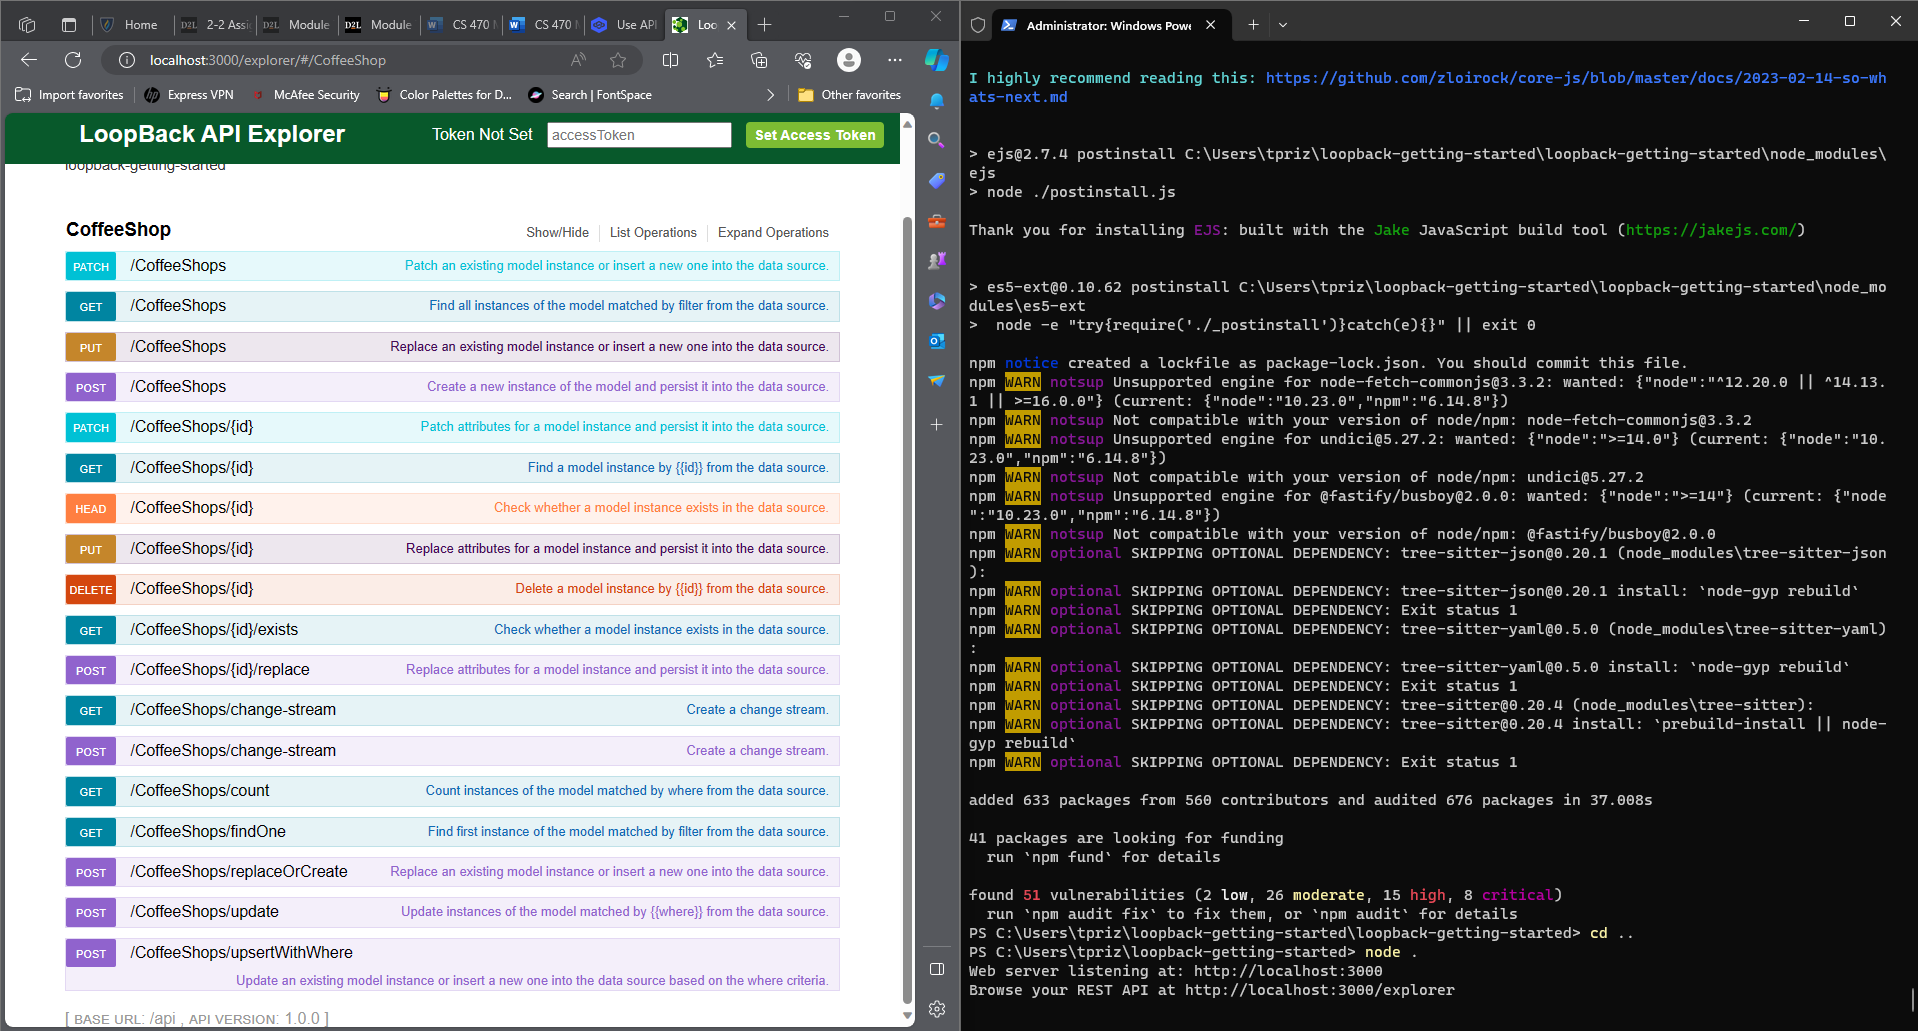 Home
2-2 Assi
Module
Module
CS 470
CS 470
Use API
Loo
localhost:3000/explorer/#/CoffeeShop
Import favorites
Express VPN
McAfee Security
Color Palettes for D...
Search | FontSpace
Other favorites
LoopBack API Explorer
Token Not Set
accessToken
Set Access Token
loopback-getting-started
CoffeeShop
Show/Hide
List Operations
Expand Operations
PATCH /CoffeeShops Patch an existing model instance or insert a new one into the data source.
GET /CoffeeShops Find all instances of the model matched by filter from the data source.
PUT /CoffeeShops Replace an existing model instance or insert a new one into the data source.
POST /CoffeeShops Create a new instance of the model and persist it into the data source.
PATCH /CoffeeShops/{id} Patch attributes for a model instance and persist it into the data source.
GET /CoffeeShops/{id} Find a model instance by {{id}} from the data source.
HEAD /CoffeeShops/{id} Check whether a model instance exists in the data source.
PUT /CoffeeShops/{id} Replace attributes for a model instance and persist it into the data source.
DELETE /CoffeeShops/{id} Delete a model instance by {{id}} from the data source.
GET /CoffeeShops/{id}/exists Check whether a model instance exists in the data source.
POST /CoffeeShops/{id}/replace Replace attributes for a model instance and persist it into the data source.
GET /CoffeeShops/change-stream Create a change stream.
POST /CoffeeShops/change-stream Create a change stream.
GET /CoffeeShops/count Count instances of the model matched by where from the data source.
GET /CoffeeShops/findOne Find first instance of the model matched by filter from the data source.
POST /CoffeeShops/replaceOrCreate Replace an existing model instance or insert a new one into the data source.
POST /CoffeeShops/update Update instances of the model matched by {{where}} from the data source.
POST /CoffeeShops/upsertWithWhere
Update an existing model instance or insert a new one into the data source based on the where criteria.
[ BASE URL: /api , API VERSION: 1.0.0 ]
Administrator: Windows Powe
I highly recommend reading this: https://github.com/zloirock/core-js/blob/master/docs/2023-02-14-so-wh
ats-next.md
> ejs@2.7.4 postinstall C:\Users\tpriz\loopback-getting-started\loopback-getting-started\node_modules\
ejs
> node ./postinstall.js
Thank you for installing EJS: built with the Jake JavaScript build tool (https://jakejs.com/)
> es5-ext@0.10.62 postinstall C:\Users\tpriz\loopback-getting-started\loopback-getting-started\node_mo
dules\es5-ext
>  node -e "try{require('./_postinstall')}catch(e){}" || exit 0
npm notice created a lockfile as package-lock.json. You should commit this file.
npm WARN notsup Unsupported engine for node-fetch-commonjs@3.3.2: wanted: {"node":"^12.20.0 || ^14.13.
1 || >=16.0.0"} (current: {"node":"10.23.0","npm":"6.14.8"})
npm WARN notsup Not compatible with your version of node/npm: node-fetch-commonjs@3.3.2
npm WARN notsup Unsupported engine for undici@5.27.2: wanted: {"node":">=14.0"} (current: {"node":"10.
23.0","npm":"6.14.8"})
npm WARN notsup Not compatible with your version of node/npm: undici@5.27.2
npm WARN notsup Unsupported engine for @fastify/busboy@2.0.0: wanted: {"node":">=14"} (current: {"node
":"10.23.0","npm":"6.14.8"})
npm WARN notsup Not compatible with your version of node/npm: @fastify/busboy@2.0.0
npm WARN optional SKIPPING OPTIONAL DEPENDENCY: tree-sitter-json@0.20.1 (node_modules\tree-sitter-json
):
npm WARN optional SKIPPING OPTIONAL DEPENDENCY: tree-sitter-json@0.20.1 install: `node-gyp rebuild`
npm WARN optional SKIPPING OPTIONAL DEPENDENCY: Exit status 1
npm WARN optional SKIPPING OPTIONAL DEPENDENCY: tree-sitter-yaml@0.5.0 (node_modules\tree-sitter-yaml)
:
npm WARN optional SKIPPING OPTIONAL DEPENDENCY: tree-sitter-yaml@0.5.0 install: `node-gyp rebuild`
npm WARN optional SKIPPING OPTIONAL DEPENDENCY: Exit status 1
npm WARN optional SKIPPING OPTIONAL DEPENDENCY: tree-sitter@0.20.4 (node_modules\tree-sitter):
npm WARN optional SKIPPING OPTIONAL DEPENDENCY: tree-sitter@0.20.4 install: `prebuild-install || node-
gyp rebuild`
npm WARN optional SKIPPING OPTIONAL DEPENDENCY: Exit status 1
added 633 packages from 560 contributors and audited 676 packages in 37.008s
41 packages are looking for funding
  run `npm fund` for details
found 51 vulnerabilities (2 low, 26 moderate, 15 high, 8 critical)
  run `npm audit fix` to fix them, or `npm audit` for details
PS C:\Users\tpriz\loopback-getting-started\loopback-getting-started> cd ..
PS C:\Users\tpriz\loopback-getting-started> node .
Web server listening at: http://localhost:3000
Browse your REST API at http://localhost:3000/explorer